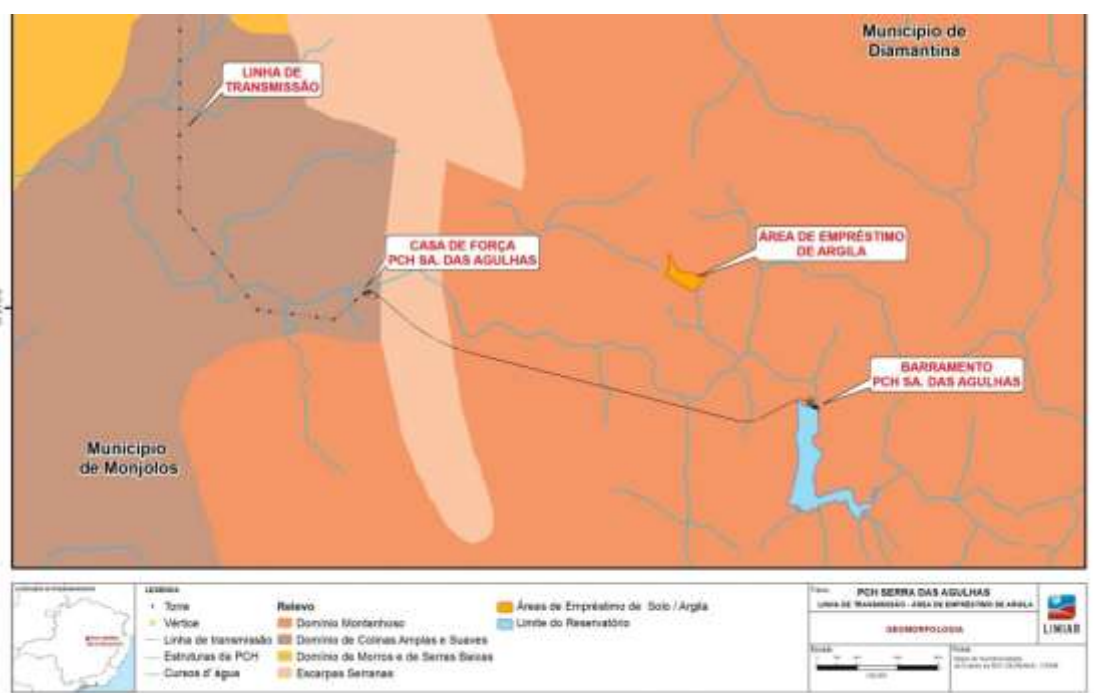 Município de
Diamantina
LINHA DE
TRANSMISSÃO
CASA DE FORÇA
PCH SA. DAS AGULHAS
ÁREA DE EMPRÉSTIMO
DE ARGILA
BARRAMENTO
PCH SA. DAS AGULHAS
Município
de Monjolos
LEGENDA
Torre
Vértice
Linha de transmissão
Estruturas da PCH
Cursos d' água
Relevo
Domínio Montanhoso
Domínio de Colinas Amplas e Suaves
Domínio de Morros e de Serras Baixas
Escarpas Serranas
Áreas de Empréstimo de Solo / Argila
Limite do Reservatório
PCH SERRA DAS AGULHAS
LINHA DE TRANSMISSÃO - ÁREA DE EMPRÉSTIMO DE ARGILA
GEOMORFOLOGIA
LIMIAR